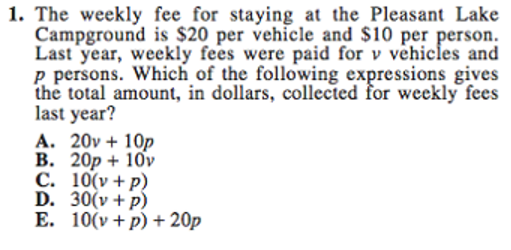 1. The weekly fee for staying at the Pleasant Lake
Campground is $20 per vehicle and $10 per person.
Last year, weekly fees were paid for v vehicles and
p persons. Which of the following expressions gives
the total amount, in dollars, collected for weekly fees
last year?
A. 20v + 10p
B. 20p + 10v
C. 10(v + p)
D. 30(v + p)
E. 10(v + p) + 20p